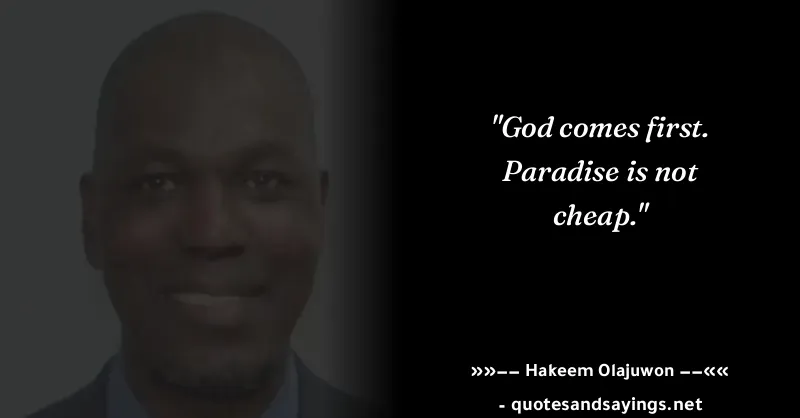 "God comes first.
Paradise is not
cheap."
»»−− Hakeem Olajuwon −−««
- quotesandsayings.net